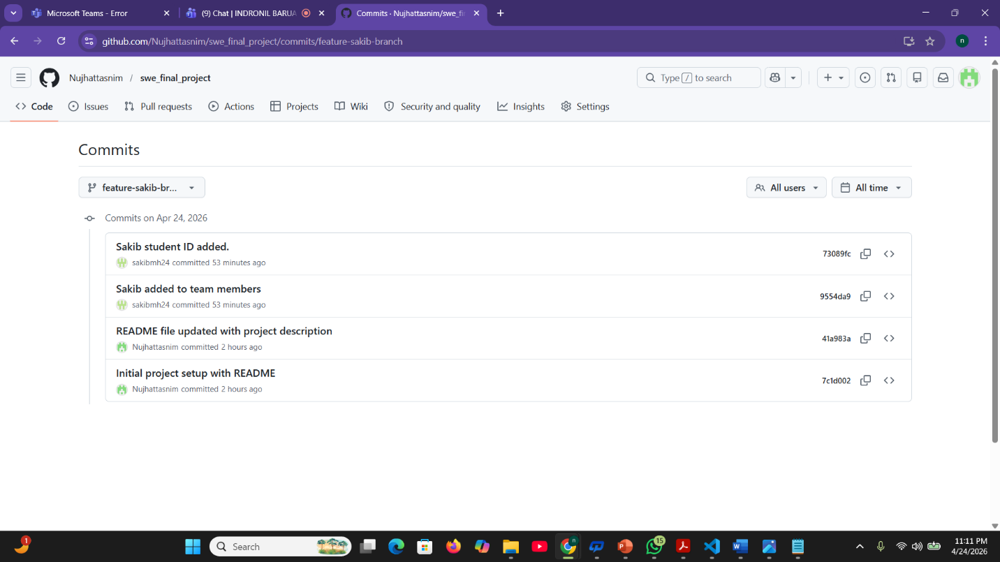 Microsoft Teams - Error
(9) Chat | INDRONIL BARUA
Commits · Nujhattasnim/swe_fi
github.com/Nujhattasnim/swe_final_project/commits/feature-sakib-branch
n
Nujhattasnim / swe_final_project
Type / to search
Code
Issues
Pull requests
Actions
Projects
Wiki
Security and quality
Insights
Settings
Commits
feature-sakib-br...
All users
All time
Commits on Apr 24, 2026
Sakib student ID added.
sakibmh24 committed 53 minutes ago
73089fc
Sakib added to team members
sakibmh24 committed 53 minutes ago
9554da9
README file updated with project description
Nujhattasnim committed 2 hours ago
41a983a
Initial project setup with README
Nujhattasnim committed 2 hours ago
7c1d002
1
Search
n
15
11:11 PM
4/24/2026